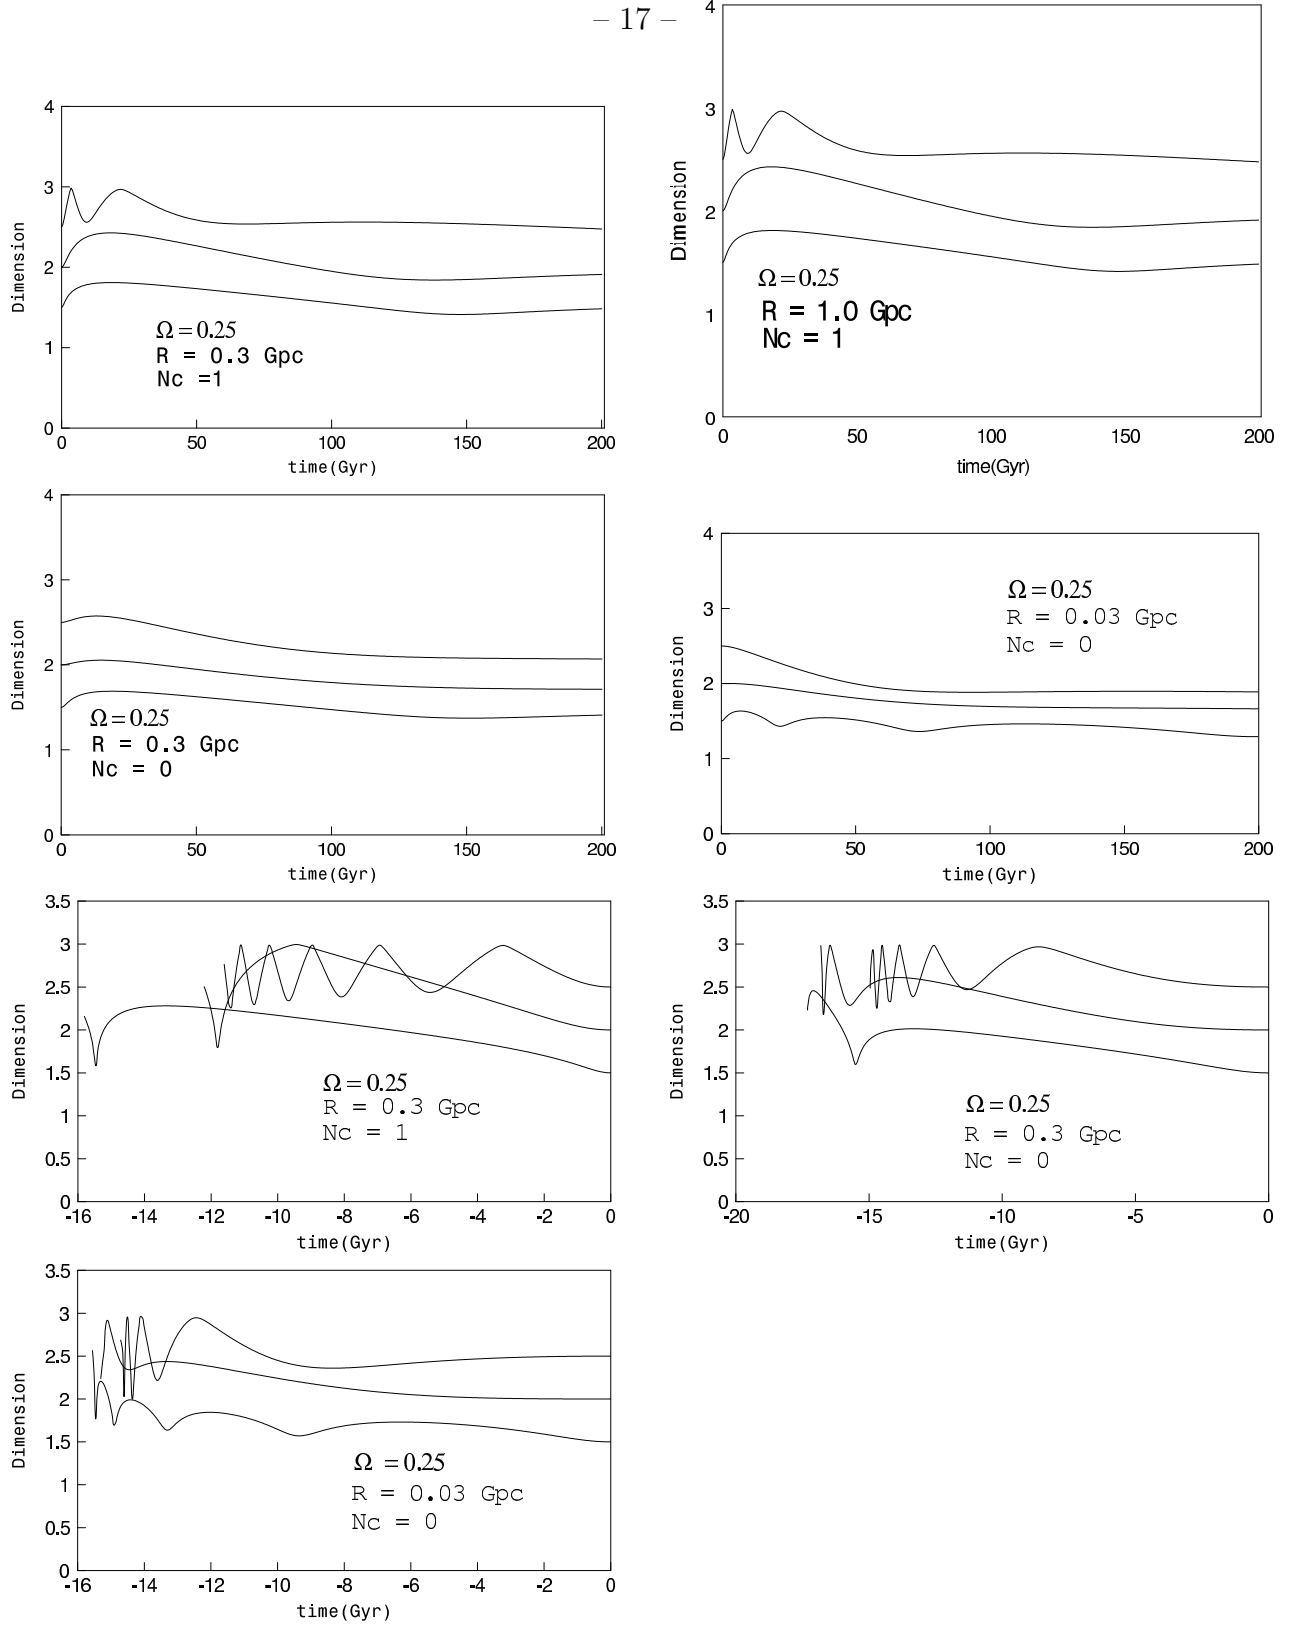 – 17 –
4
3
2
1
0
Dimension
Ω = 0.25
R = 0.3 Gpc
Nc =1
0 50 100 150 200
time(Gyr)
4
3
2
1
0
Dimension
Ω = 0.25
R = 1.0 Gpc
Nc = 1
0 50 100 150 200
time(Gyr)
4
3
2
1
0
Dimension
Ω = 0.25
R = 0.3 Gpc
Nc = 0
0 50 100 150 200
time(Gyr)
4
3
2
1
0
Dimension
Ω = 0.25
R = 0.03 Gpc
Nc = 0
0 50 100 150 200
time(Gyr)
3.5
3
2.5
2
1.5
1
0.5
0
Dimension
Ω = 0.25
R = 0.3 Gpc
Nc = 1
-16 -14 -12 -10 -8 -6 -4 -2 0
time(Gyr)
3.5
3
2.5
2
1.5
1
0.5
0
Dimension
Ω = 0.25
R = 0.3 Gpc
Nc = 0
-20 -15 -10 -5 0
time(Gyr)
3.5
3
2.5
2
1.5
1
0.5
0
Dimension
Ω = 0.25
R = 0.03 Gpc
Nc = 0
-16 -14 -12 -10 -8 -6 -4 -2 0
time(Gyr)